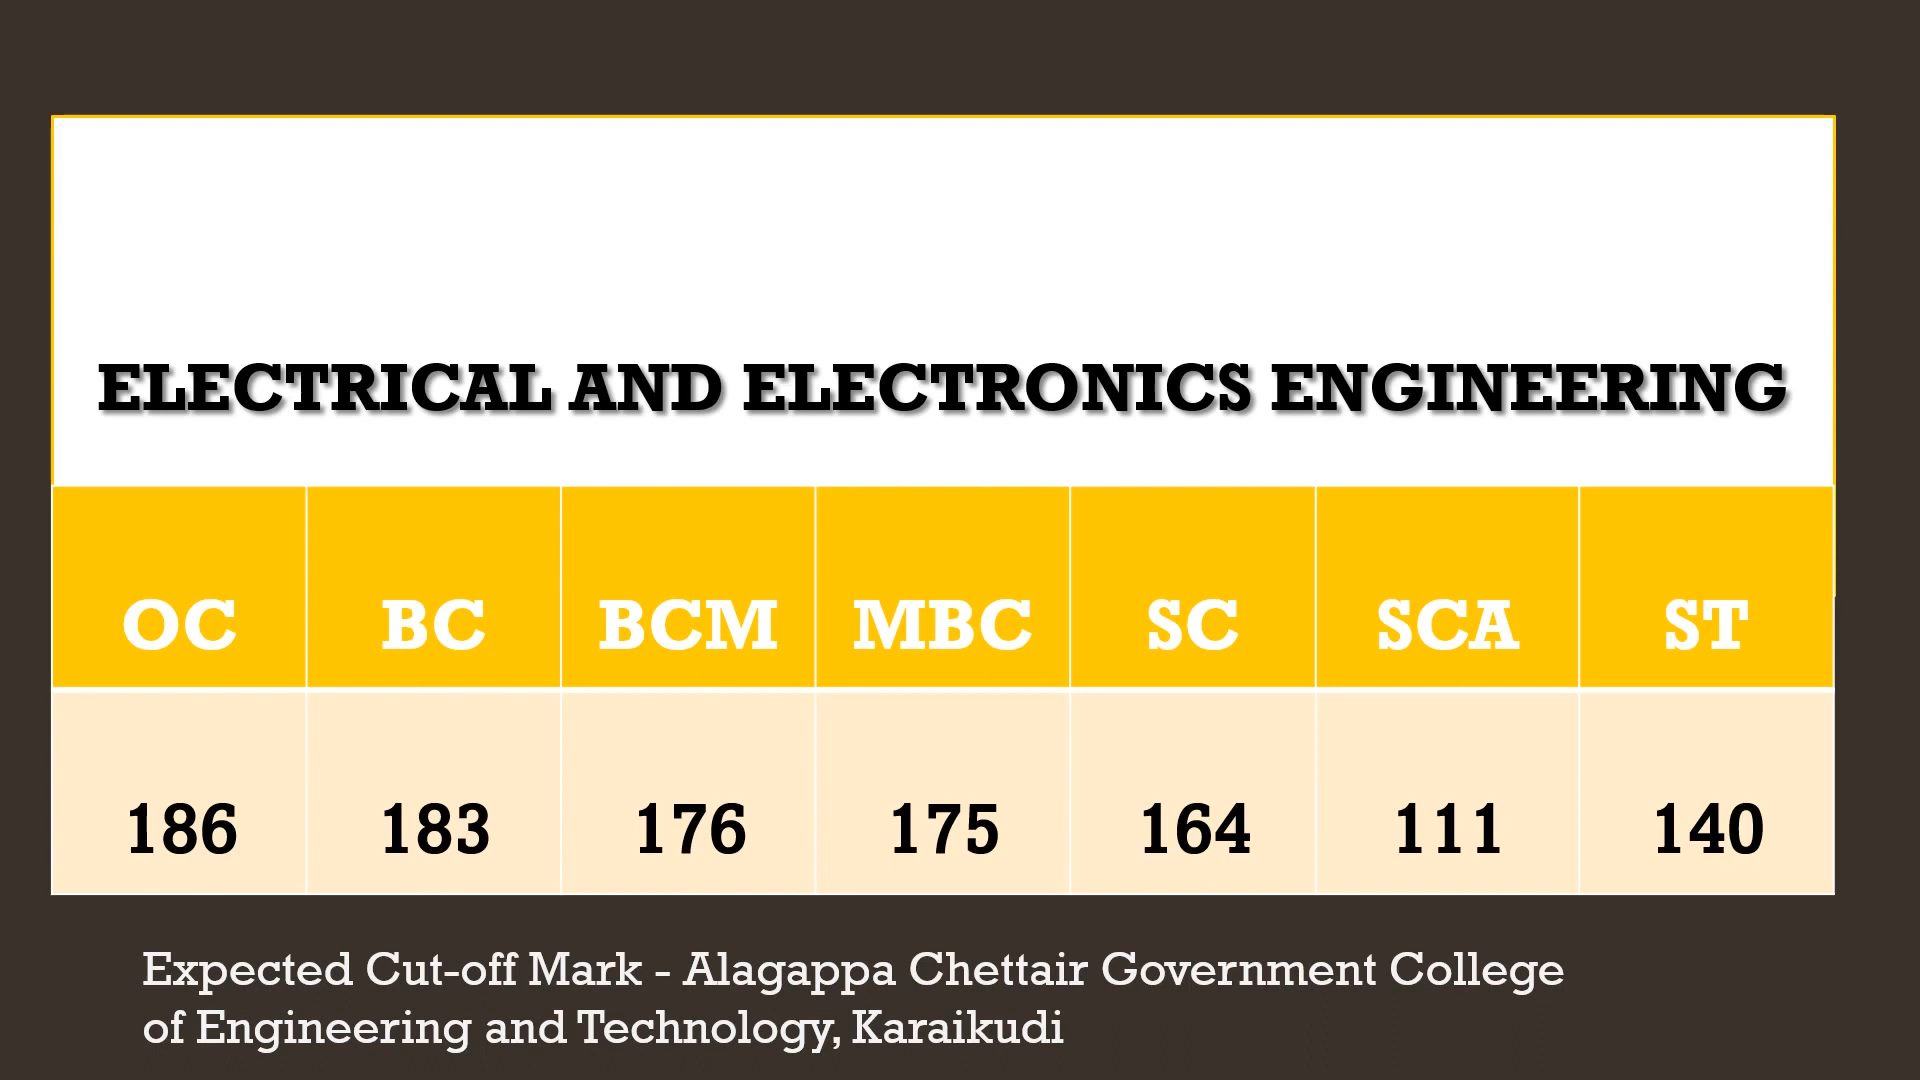 ELECTRICAL AND ELECTRONICS ENGINEERING
OC BC BCM MBC SC SCA ST
186 183 176 175 164 111 140
Expected Cut-off Mark - Alagappa Chettair Government College
of Engineering and Technology, Karaikudi